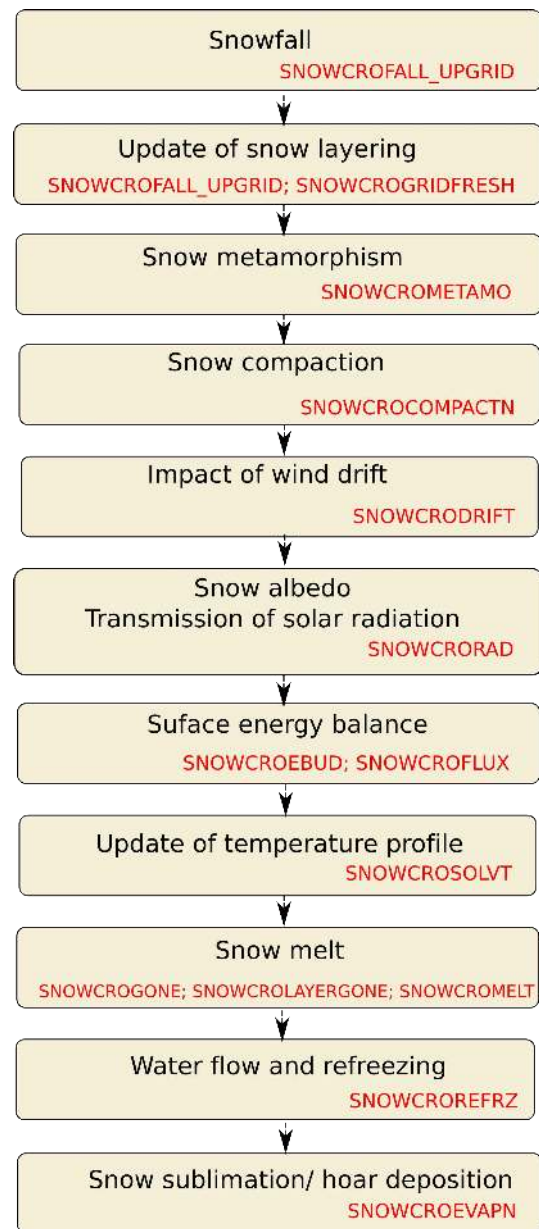 Snowfall
SNOWCROFALL_UPGRID
Update of snow layering
SNOWCROFALL_UPGRID; SNOWCROGRIDFRESH
Snow metamorphism
SNOWCROMETAMO
Snow compaction
SNOWCROCOMPACTN
Impact of wind drift
SNOWCRODRIFT
Snow albedo
Transmission of solar radiation
SNOWCRORAD
Suface energy balance
SNOWCROEBUD; SNOWCROFLUX
Update of temperature profile
SNOWCROSOLVT
Snow melt
SNOWCROGONE; SNOWCROLAYERGONE; SNOWCROMELT
Water flow and refreezing
SNOWCROREFRZ
Snow sublimation/ hoar deposition
SNOWCROEVAPN